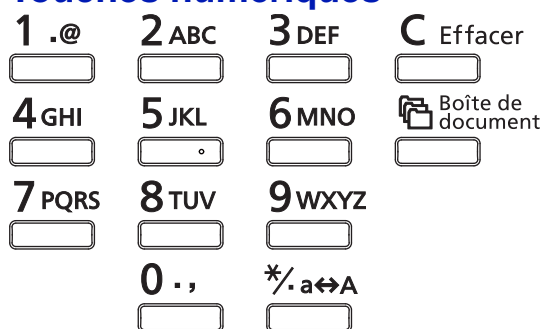 Touches numériques
1 .@ 2 ABC 3 DEF C Effacer
4 GHI 5 JKL 6 MNO Boîte de document
7 PQRS 8 TUV 9 WXYZ
0 ., */. a↔A